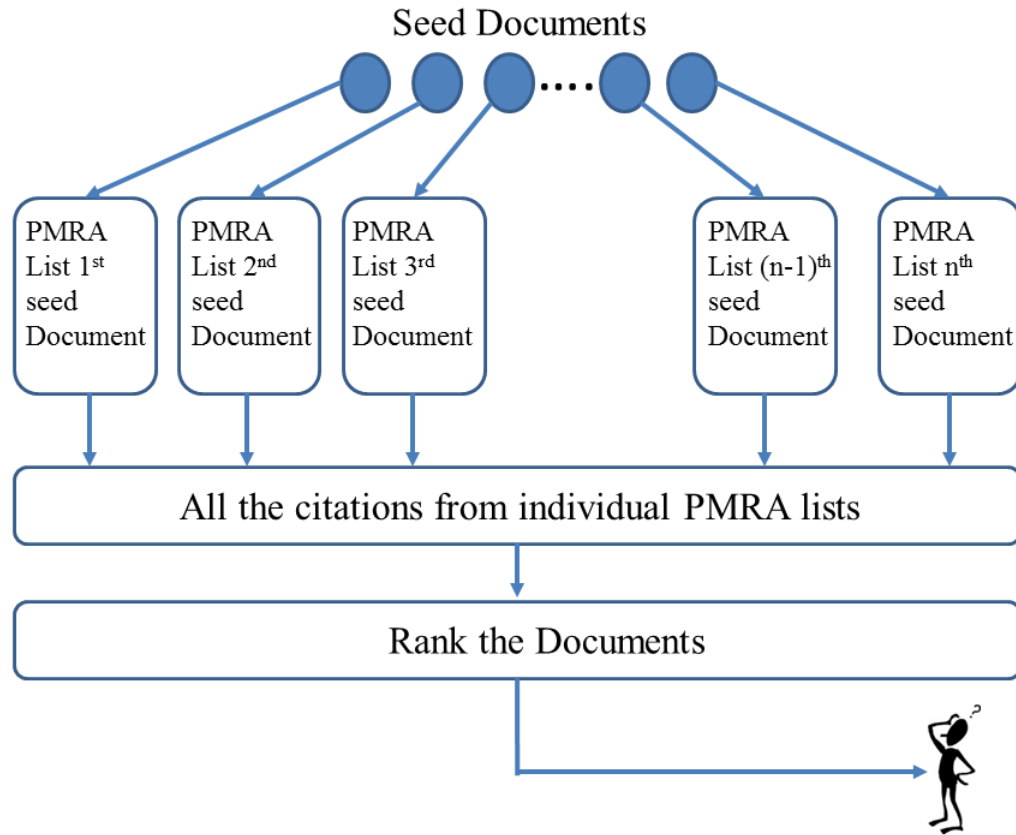 Seed Documents
....
PMRA
List 1st
seed
Document
PMRA
List 2nd
seed
Document
PMRA
List 3rd
seed
Document
PMRA
List (n-1)th
seed
Document
PMRA
List nth
seed
Document
All the citations from individual PMRA lists
Rank the Documents
?